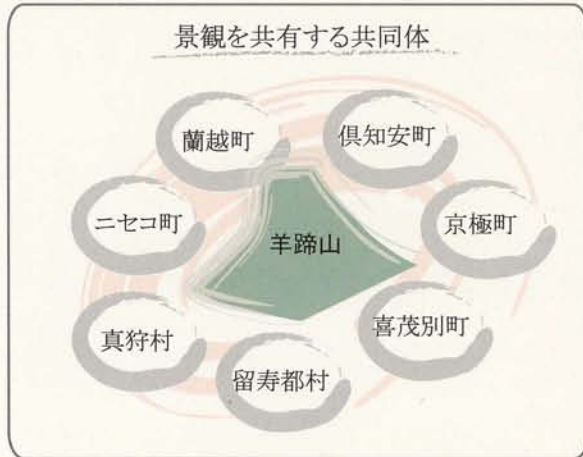 景観を共有する共同体
蘭越町
倶知安町
ニセコ町
羊蹄山
京極町
真狩村
喜茂別町
留寿都村